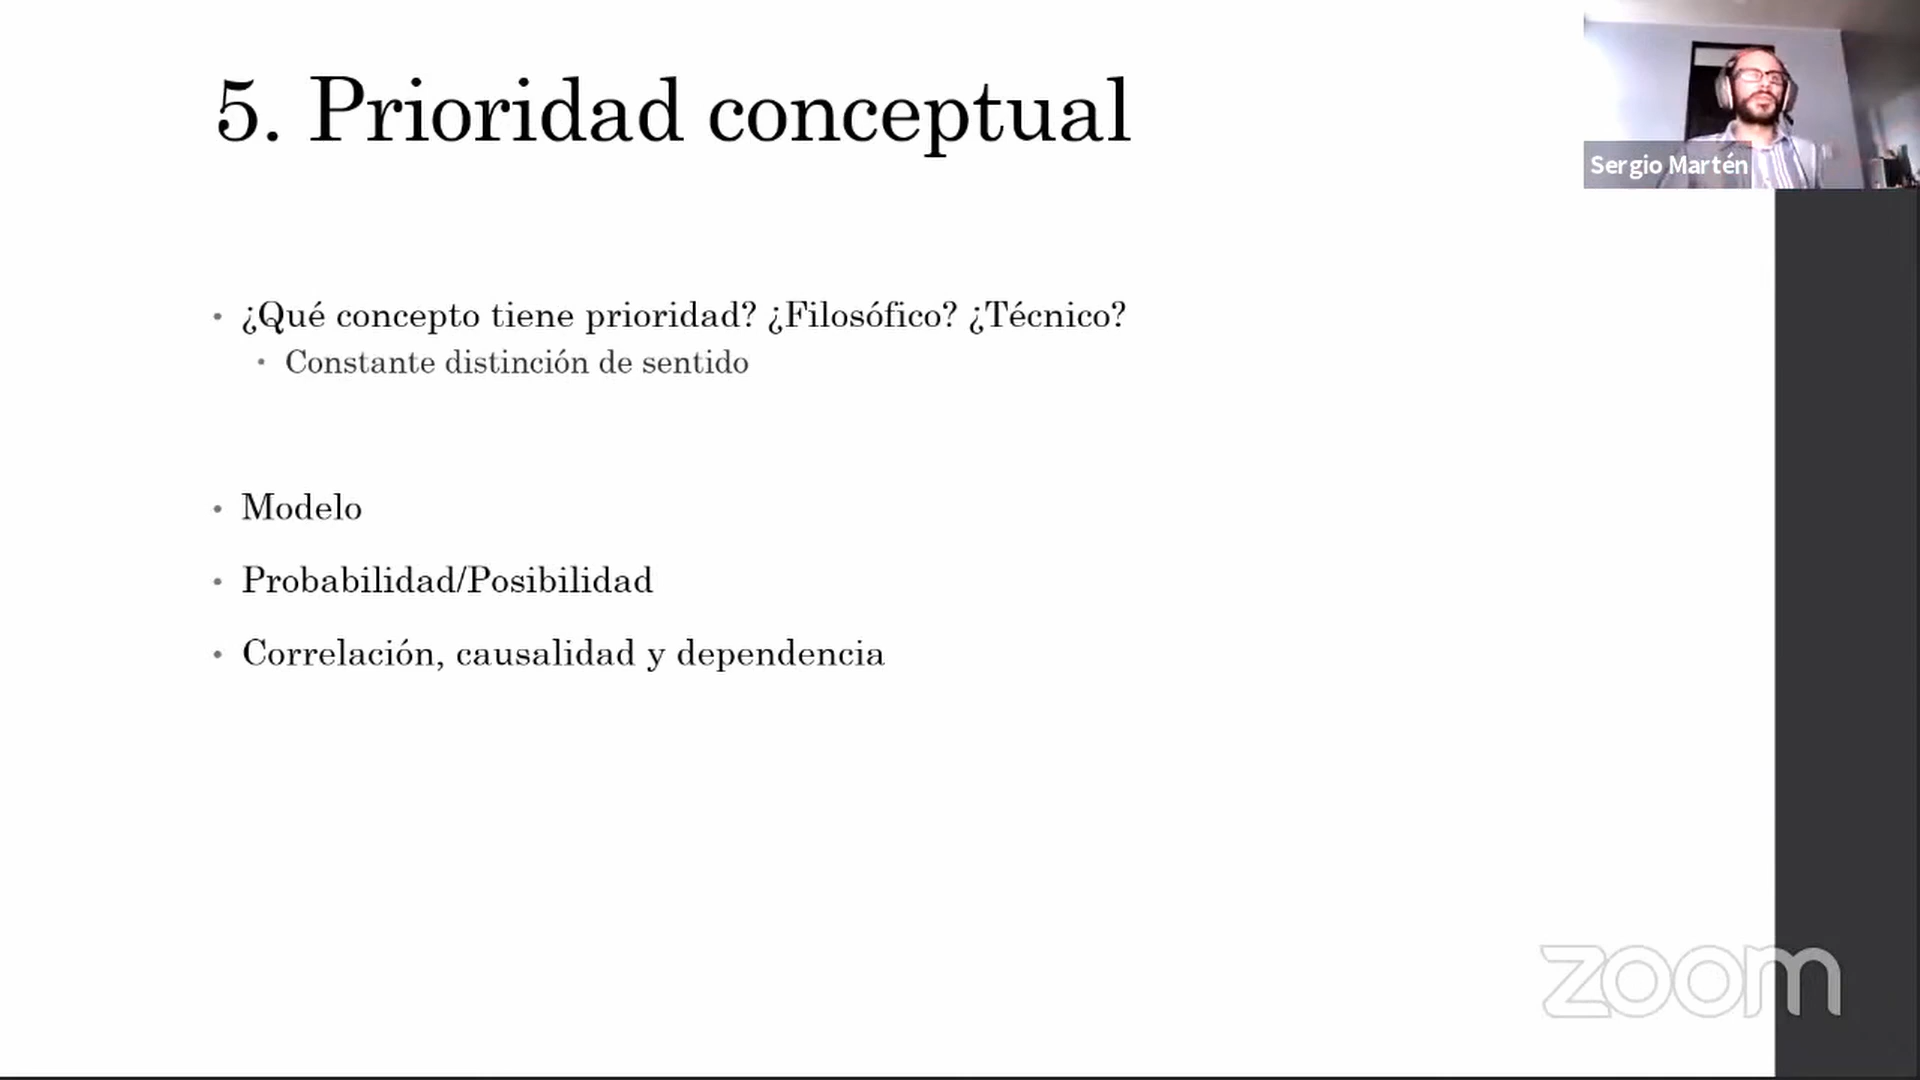 5. Prioridad conceptual
Sergio Martén
• ¿Qué concepto tiene prioridad? ¿Filosófico? ¿Técnico?
• Constante distinción de sentido
• Modelo
• Probabilidad/Posibilidad
• Correlación, causalidad y dependencia
zoom